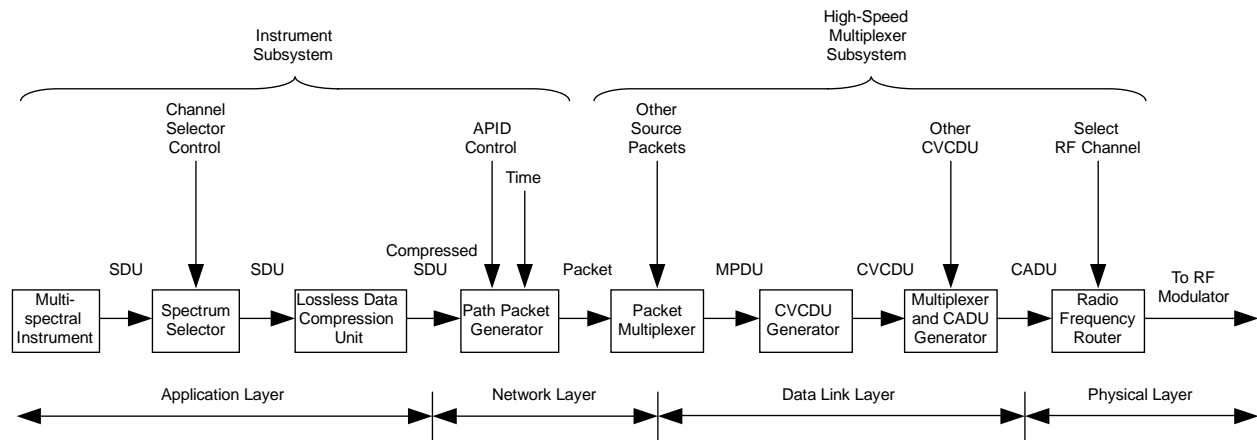 Instrument
Subsystem
High-Speed
Multiplexer
Subsystem
Channel
Selector
Control
APID
Control
Time
Other
Source
Packets
Other
CVCDU
Select
RF Channel
SDU
SDU
Compressed
SDU
Packet
MPDU
CVCDU
CADU
To RF
Modulator
Multi-
spectral
Instrument
Spectrum
Selector
Lossless Data
Compression
Unit
Path Packet
Generator
Packet
Multiplexer
CVCDU
Generator
Multiplexer
and CADU
Generator
Radio
Frequency
Router
Application Layer
Network Layer
Data Link Layer
Physical Layer